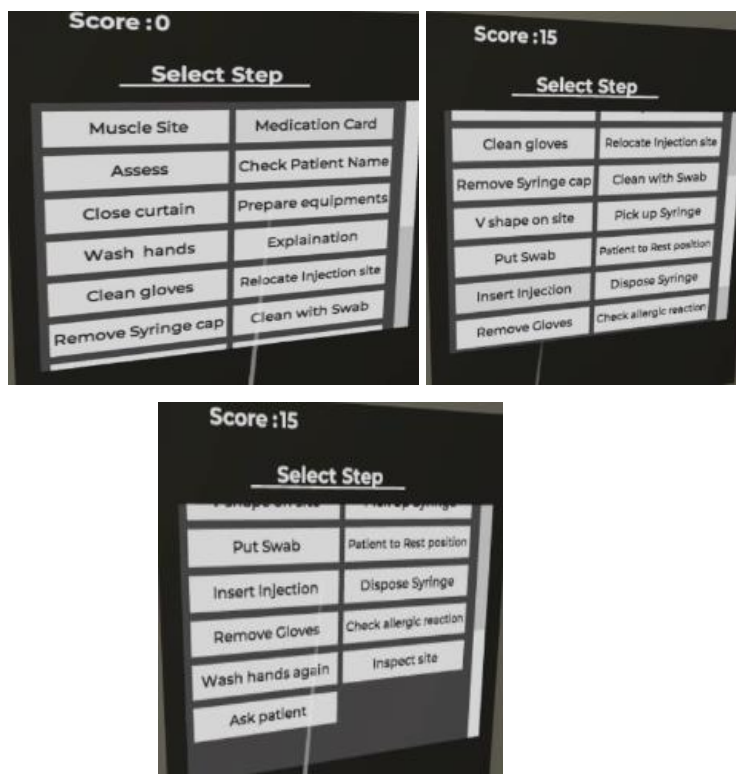 Score :0
Select Step
Muscle Site Medication Card
Assess Check Patient Name
Close curtain Prepare equipments
Wash hands Explaination
Clean gloves Relocate Injection site
Remove Syringe cap Clean with Swab
Score :15
Select Step
Clean gloves Relocate Injection site
Remove Syringe cap Clean with Swab
V shape on site Pick up Syringe
Put Swab Patient to Rest position
Insert Injection Dispose Syringe
Remove Gloves Check allergic reaction
Score :15
Select Step
Put Swab Patient to Rest position
Insert Injection Dispose Syringe
Remove Gloves Check allergic reaction
Wash hands again Inspect site
Ask patient